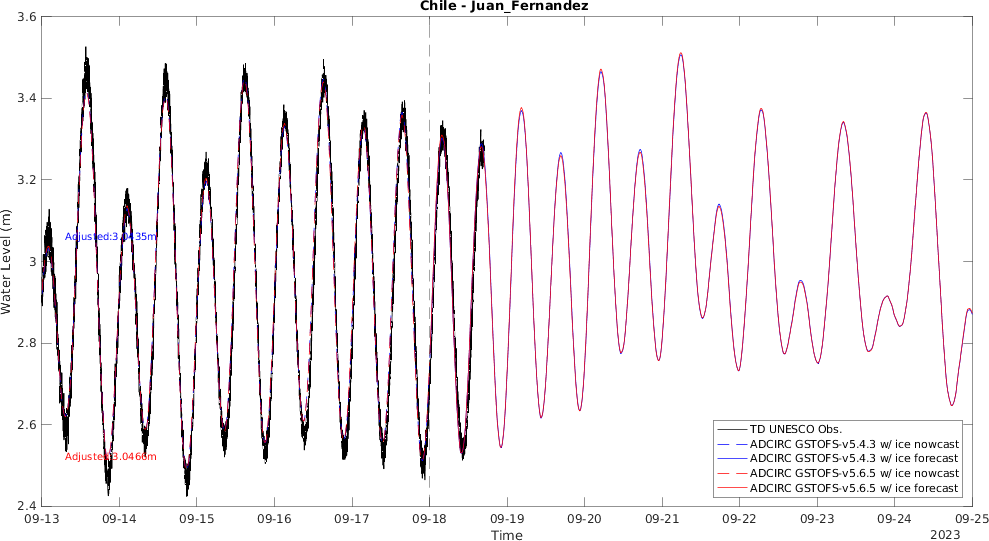 Chile - Juan_Fernandez
3.6
3.4
3.2
3
2.8
2.6
2.4
Water Level (m)
Adjusted:3.0435m
Adjusted:3.0466m
TD UNESCO Obs.
ADCIRC GSTOFS-v5.4.3 w/ ice nowcast
ADCIRC GSTOFS-v5.4.3 w/ ice forecast
ADCIRC GSTOFS-v5.6.5 w/ ice nowcast
ADCIRC GSTOFS-v5.6.5 w/ ice forecast
09-13 09-14 09-15 09-16 09-17 09-18 09-19 09-20 09-21 09-22 09-23 09-24 09-25
Time
2023